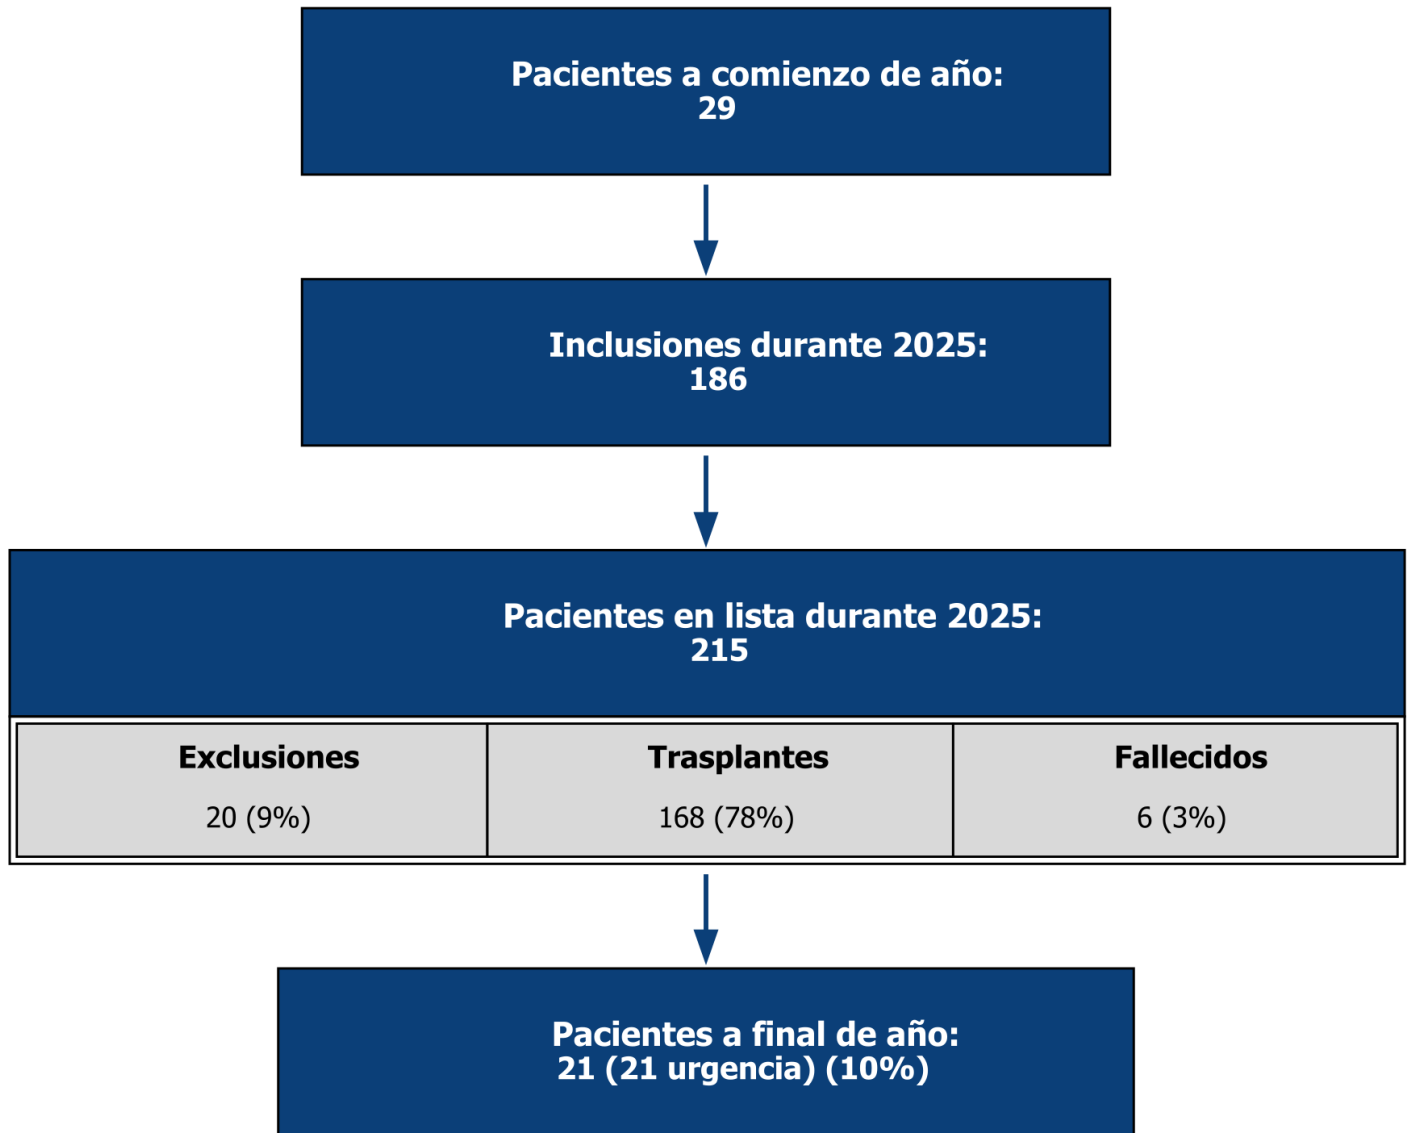 Pacientes a comienzo de año:
29
Inclusiones durante 2025:
186
Pacientes en lista durante 2025:
215
Exclusiones
20 (9%)
Trasplantes
168 (78%)
Fallecidos
6 (3%)
Pacientes a final de año:
21 (21 urgencia) (10%)